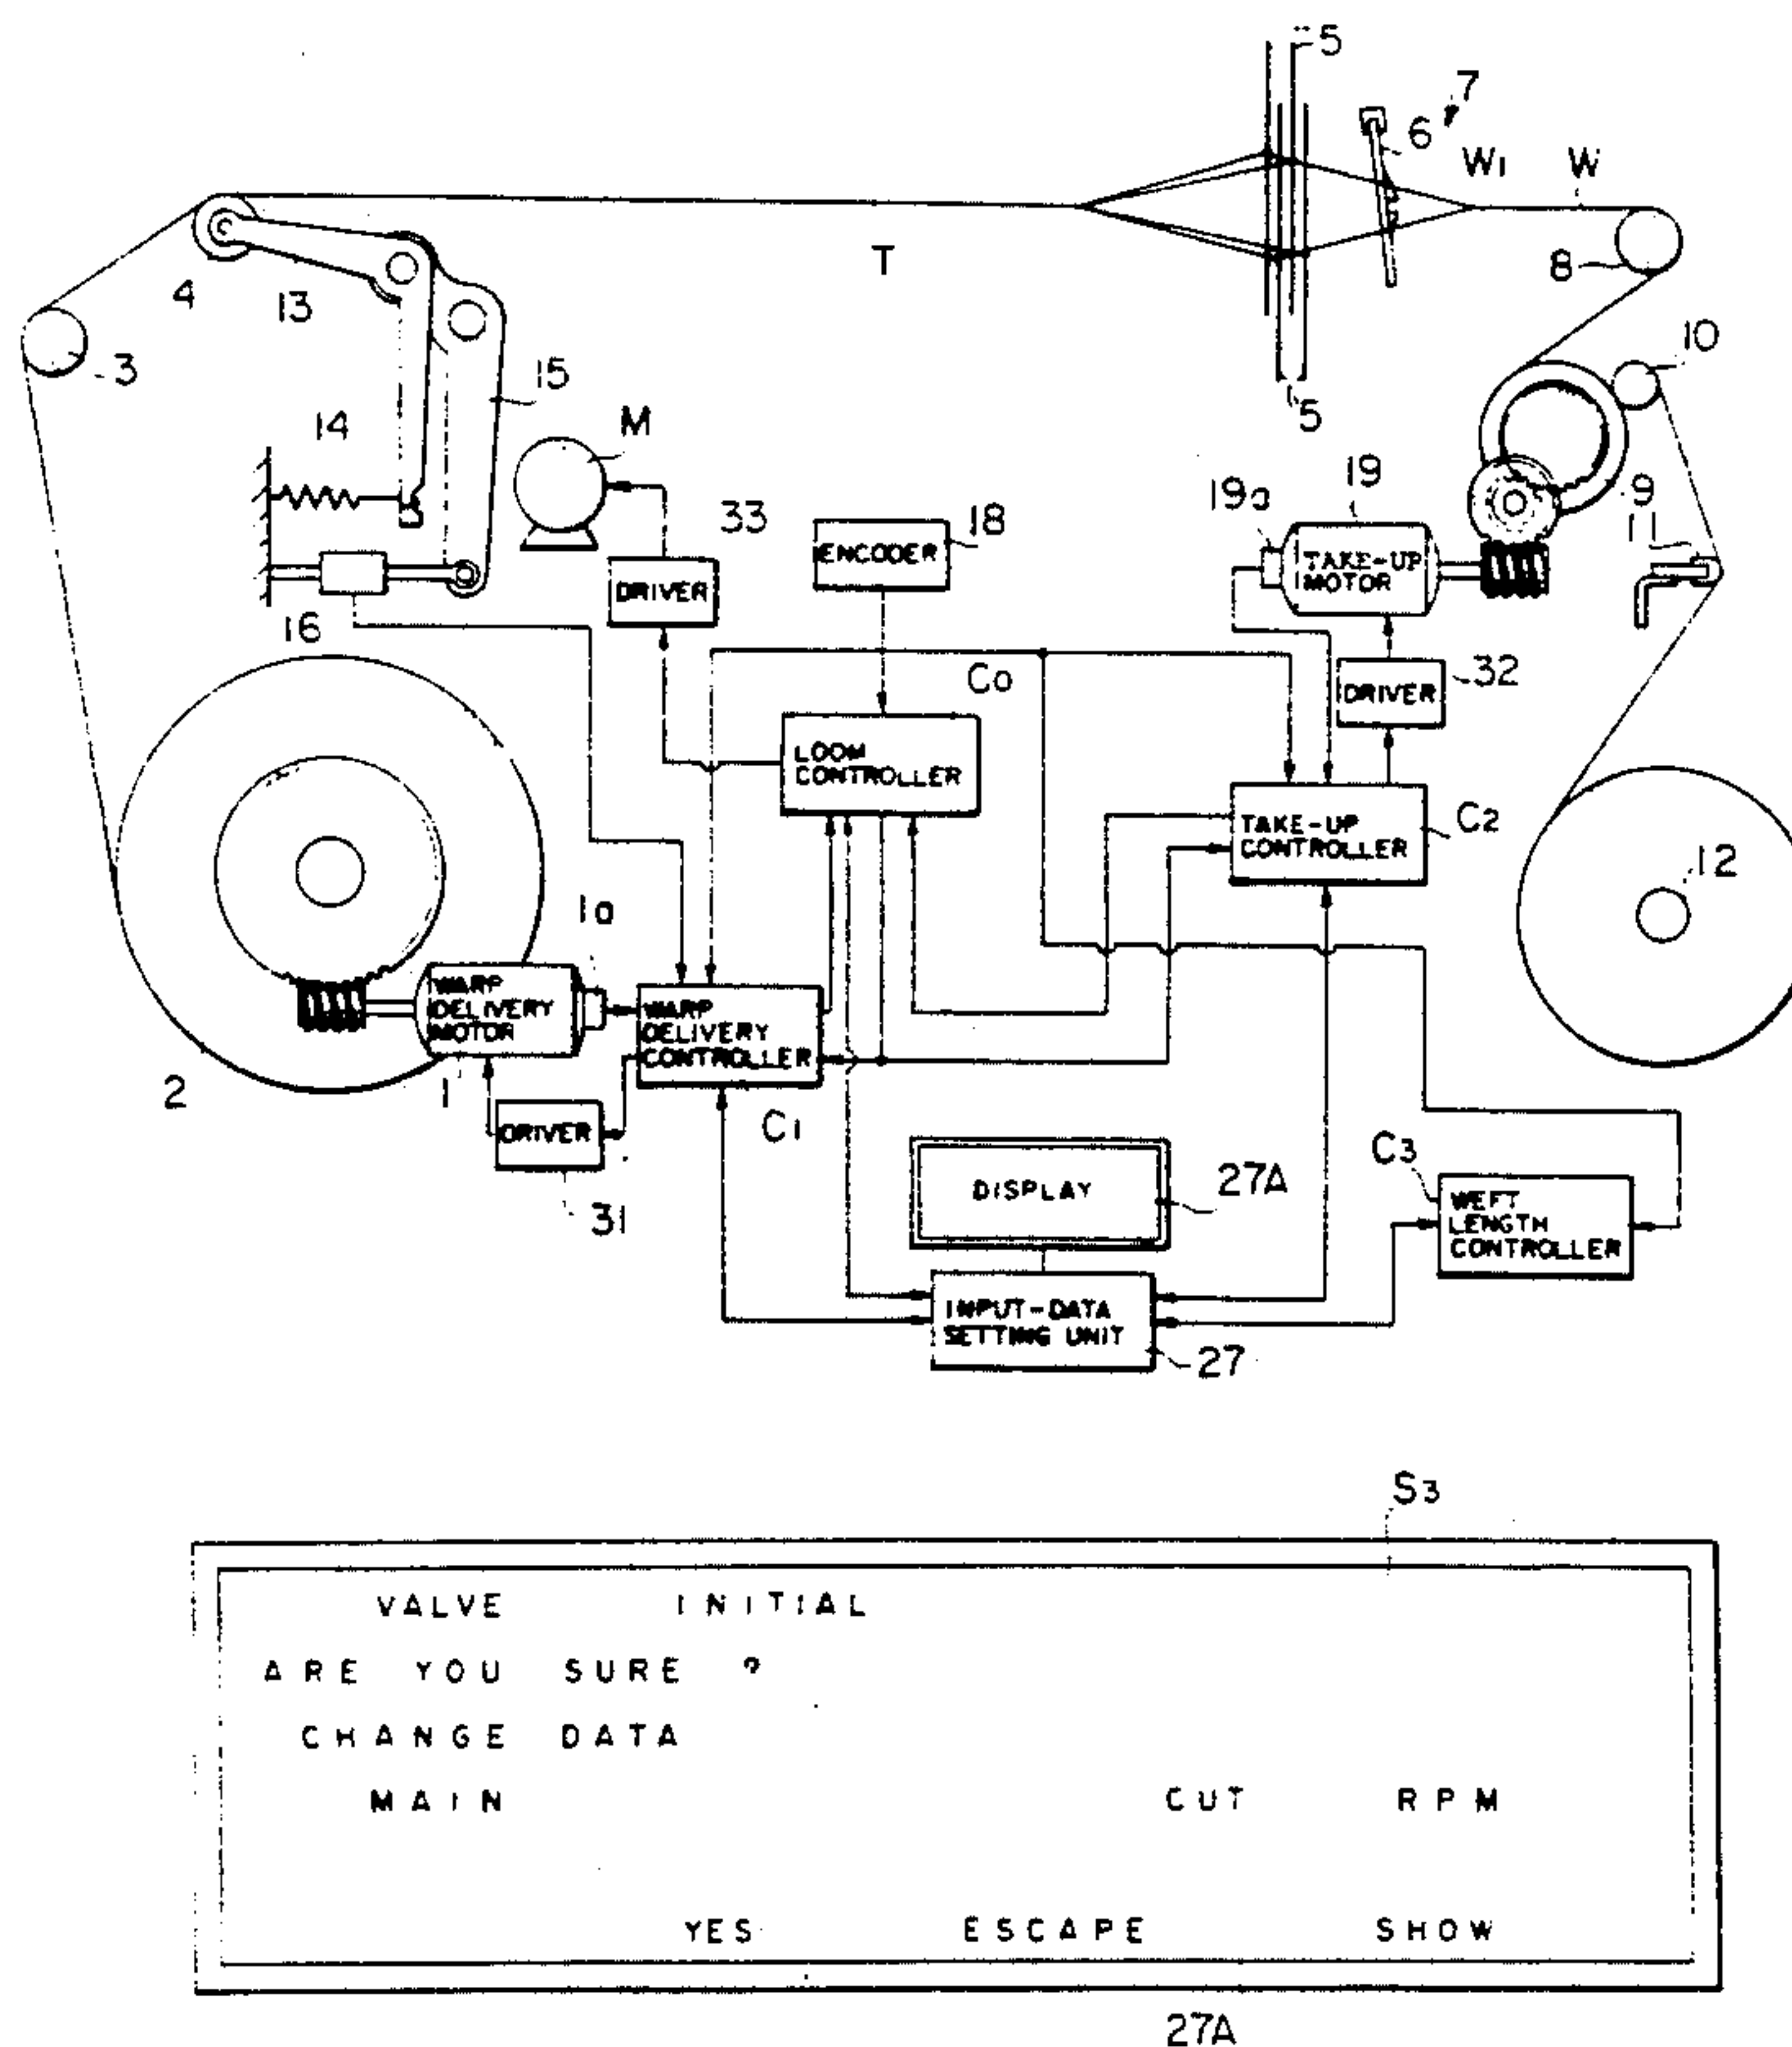 5
7
6
W1
W
T
8
4
13
3
10
15
5
14
M
19
19a
9
33
18
11
ENCODER
TAKE-UP
MOTOR
DRIVER
16
C0
32
DRIVER
LOOM
CONTROLLER
C2
TAKE-UP
CONTROLLER
12
1a
WARP
DELIVERY
MOTOR
WARP
DELIVERY
CONTROLLER
2
1
C1
DRIVER
C3
DISPLAY
27A
31
WEFT
LENGTH
CONTROLLER
INPUT-DATA
SETTING UNIT
27
S3
VALVE INITIAL
ARE YOU SURE ?
CHANGE DATA
MAIN CUT RPM
YES ESCAPE SHOW
27A